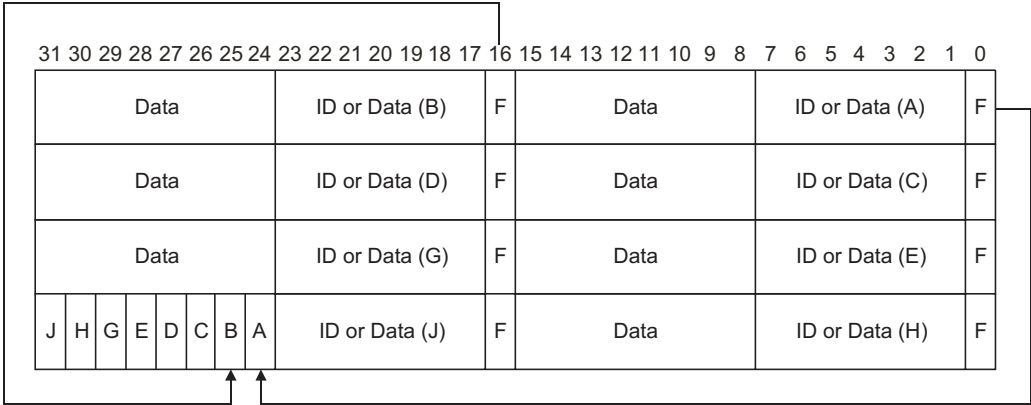 31 30 29 28 27 26 25 24 23 22 21 20 19 18 17 16 15 14 13 12 11 10 9 8 7 6 5 4 3 2 1 0
Data ID or Data (B) F Data ID or Data (A) F
Data ID or Data (D) F Data ID or Data (C) F
Data ID or Data (G) F Data ID or Data (E) F
J H G E D C B A ID or Data (J) F Data ID or Data (H) F